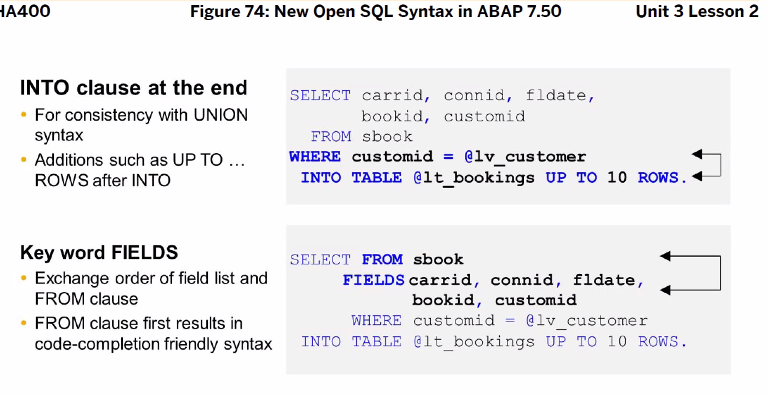 HA400 Figure 74: New Open SQL Syntax in ABAP 7.50 Unit 3 Lesson 2
INTO clause at the end
• For consistency with UNION
syntax
• Additions such as UP TO …
ROWS after INTO
SELECT carrid, connid, fldate,
bookid, customid
FROM sbook
WHERE customid = @lv_customer
INTO TABLE @lt_bookings UP TO 10 ROWS.
Key word FIELDS
• Exchange order of field list and
FROM clause
• FROM clause first results in
code-completion friendly syntax
SELECT FROM sbook
FIELDS carrid, connid, fldate,
bookid, customid
WHERE customid = @lv_customer
INTO TABLE @lt_bookings UP TO 10 ROWS.